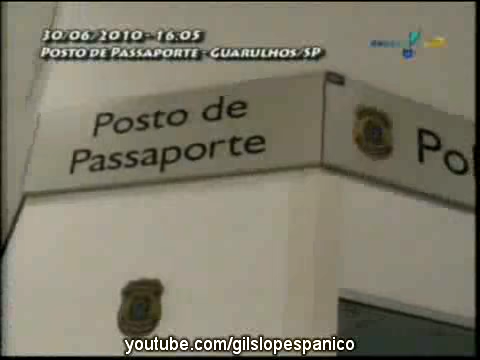 30/06/2010 - 16:05
Posto de Passaporte - Guarulhos/SP
Posto de
Passaporte
Po
youtube.com/gilslopespanico